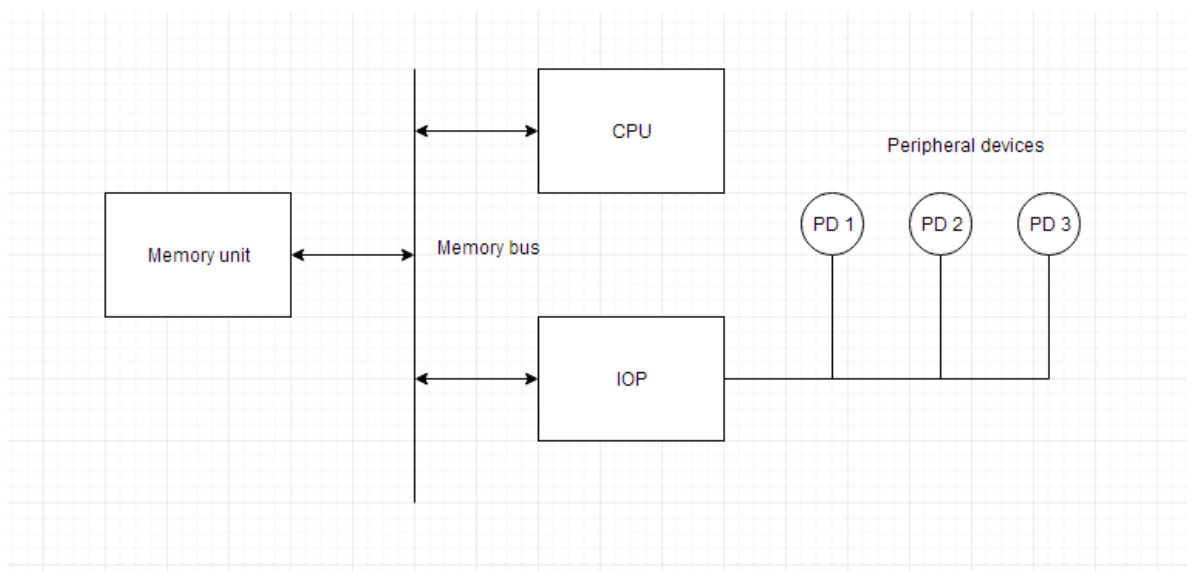 CPU
Peripheral devices
PD 1
PD 2
PD 3
Memory unit
Memory bus
IOP